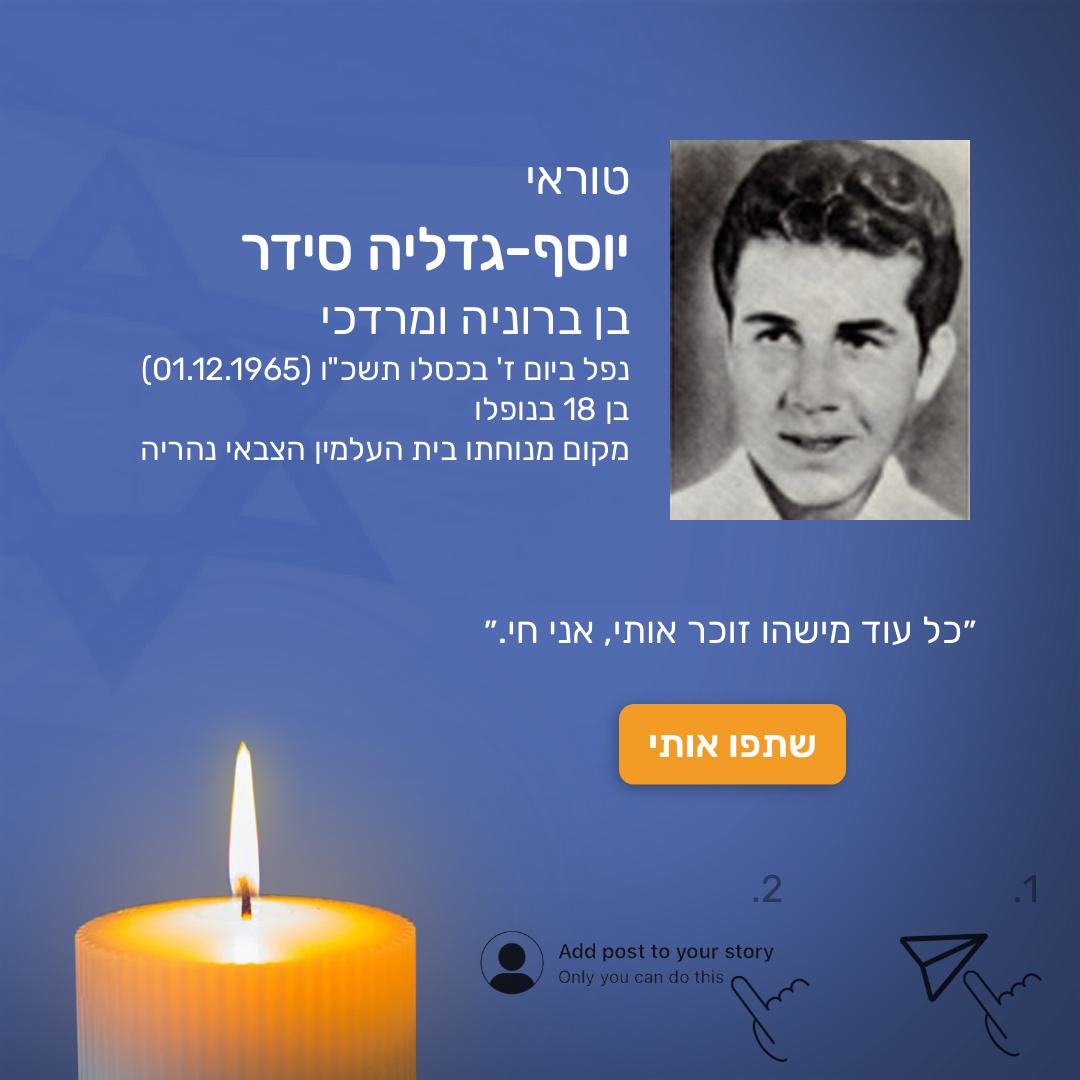 טוראי
יוסף-גדליה סידר
בן ברוניה ומרדכי
נפל ביום ז' בכסלו תשכ"ו (01.12.1965)
בן 18 בנופלו
מקום מנוחתו בית העלמין הצבאי נהריה
״כל עוד מישהו זוכר אותי, אני חי.״
שתפו אותי
1.
2.
Add post to your story
Only you can do this